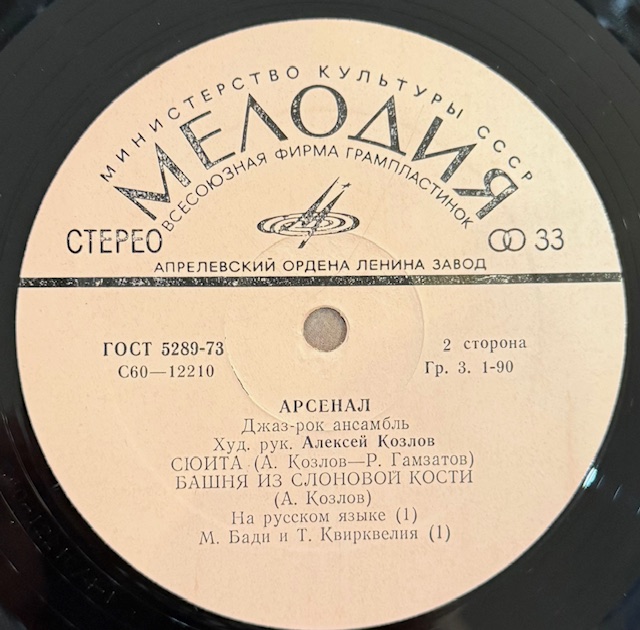 МИНИСТЕРСТВО КУЛЬТУРЫ СССР
МЕЛОДИЯ
ВСЕСОЮЗНАЯ ФИРМА ГРАМПЛАСТИНОК
СТЕРЕО
33
АПРЕЛЕВСКИЙ ОРДЕНА ЛЕНИНА ЗАВОД
ГОСТ 5289-73
2 сторона
С60—12210
Гр. 3. 1-90
АРСЕНАЛ
Джаз-рок ансамбль
Худ. рук. Алексей Козлов
СЮИТА (А. Козлов—Р. Гамзатов)
БАШНЯ ИЗ СЛОНОВОЙ КОСТИ
(А. Козлов)
На русском языке (1)
М. Бади и Т. Квирквелия (1)